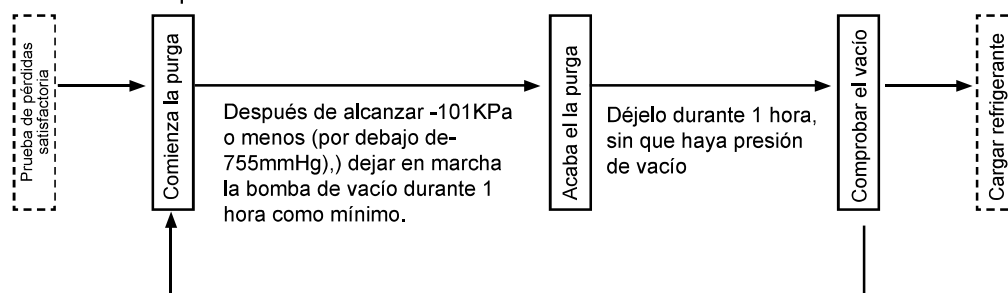 Prueba de pérdidas
satisfactoria
Comienza la purga
Después de alcanzar -101KPa
o menos (por debajo de-
755mmHg),) dejar en marcha
la bomba de vacío durante 1
hora como mínimo.
Acaba el la purga
Déjelo durante 1 hora,
sin que haya presión
de vacío
Comprobar el vacío
Cargar refrigerante